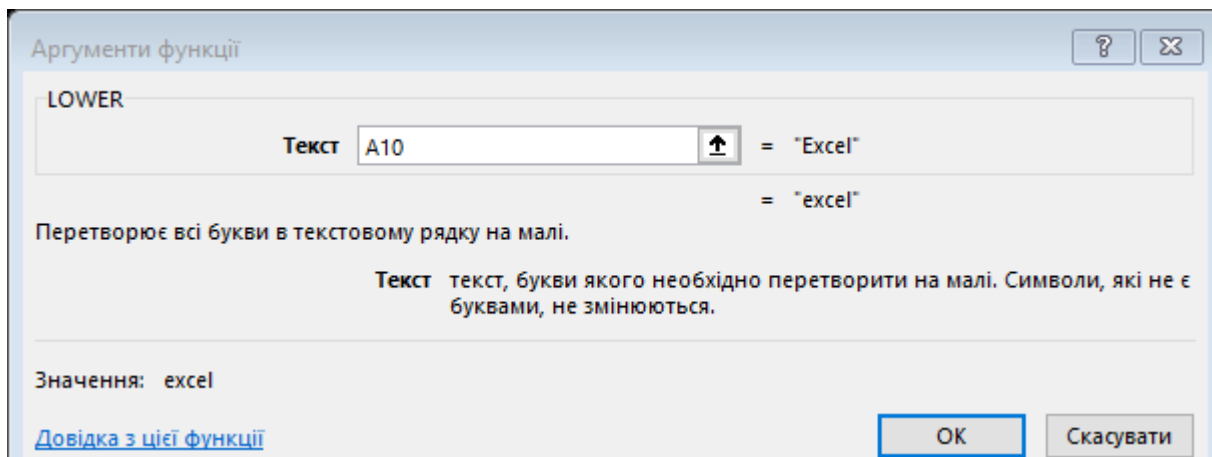 Аргументи функції
LOWER
Текст A10 = "Excel"
= "excel"
Перетворює всі букви в текстовому рядку на малі.
Текст текст, букви якого необхідно перетворити на малі. Символи, які не є
буквами, не змінюються.
Значення: excel
Довідка з цієї функції OK Скасувати